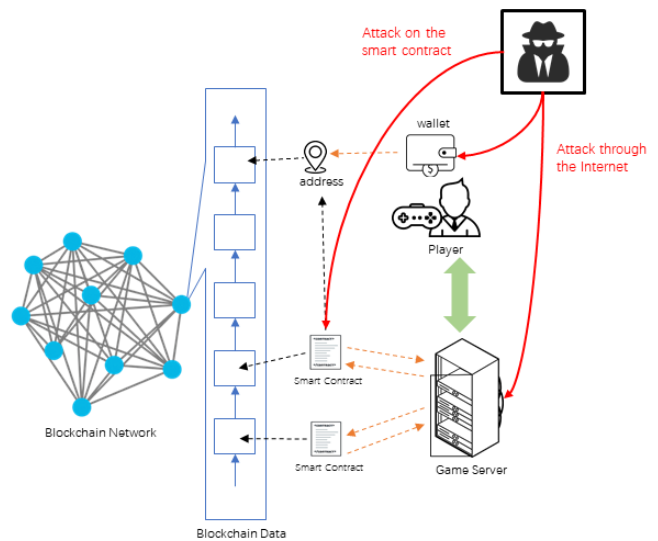 Attack on the
smart contract
wallet
Attack through
the Internet
address
Player
Smart Contract
Blockchain Network
Smart Contract
Game Server
Blockchain Data